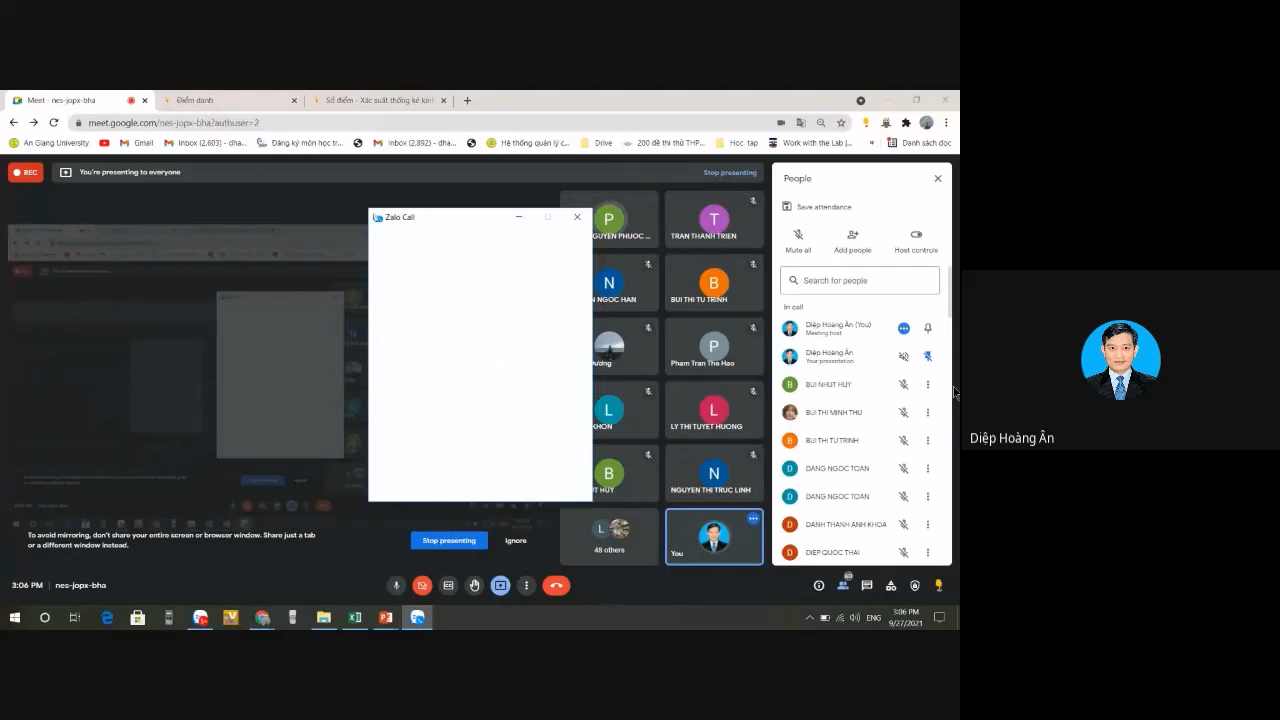 Meet - nes-jopx-bha
Điểm danh
Sổ điểm - Xác suất thống kê kinh
meet.google.com/nes-jopx-bha?authuser=2
An Giang University
Gmail
Inbox (2,603) - dha...
Đăng ký môn học tr...
Inbox (2,892) - dha...
Hệ thống quản lý c...
Drive
200 đề thi thử THP...
Học tập
Work with the Lab j...
»
Danh sách đọc
REC
You're presenting to everyone
Stop presenting
Zalo Call
GUYEN PHUOC ...
TRAN THANH TRIEN
N NGOC HAN
BUI THI TU TRINH
Pham Tran The Hao
KHON
LY THI TUYET HUONG
UT HUY
NGUYEN THI TRUC LINH
48 others
You
P
T
N
B
P
L
L
B
N
L
People
Save attendance
Mute all
Add people
Host controls
Search for people
In call
Diệp Hoàng Ân (You)
Meeting host
Diệp Hoàng Ân
Your presentation
B
BUI NHUT HUY
BUI THI MINH THU
B
BUI THI TU TRINH
D
DANG NGOC TOAN
D
DANG NGOC TOAN
D
DANH THANH ANH KHOA
D
DIEP QUOC THAI
To avoid mirroring, don't share your entire screen or browser window. Share just a tab
or a different window instead.
Stop presenting
Ignore
3:06 PM | nes-jopx-bha
60
ENG
3:06 PM
9/27/2021
Diệp Hoàng Ân